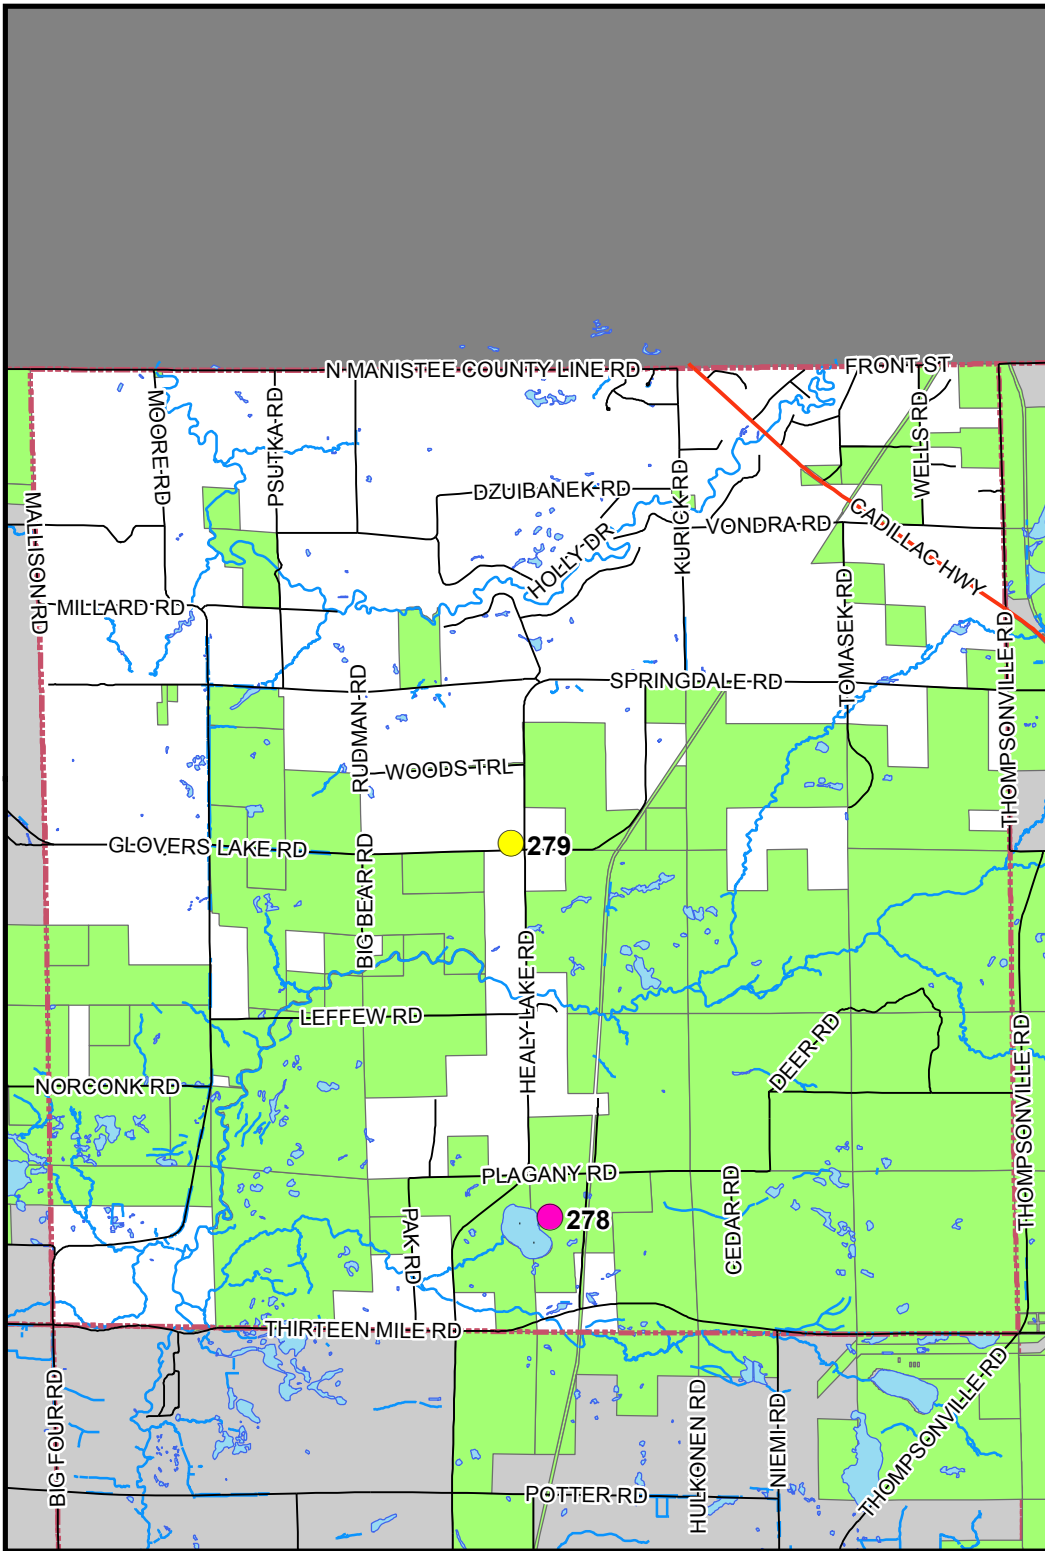 N MANISTEE COUNTY LINE RD
FRONT ST
MOORE RD
PSUTKA RD
WELLS RD
MALLISON RD
DZUIBANEK RD
KURICK RD
VONDRA RD
CADILLAC HWY
HOLLY DR
MILLARD RD
TOMASEK RD
THOMPSONVILLE RD
RUDMAN RD
SPRINGDALE RD
WOODS TRL
GLOVERS LAKE RD
279
BIG BEAR RD
HEALY LAKE RD
LEFFEW RD
DEER RD
THOMPSONVILLE RD
NORCONK RD
PLAGANY RD
CEDAR RD
278
PAK RD
THIRTEEN MILE RD
BIG FOUR RD
HULKONEN RD
NIEMI RD
THOMPSONVILLE RD
POTTER RD